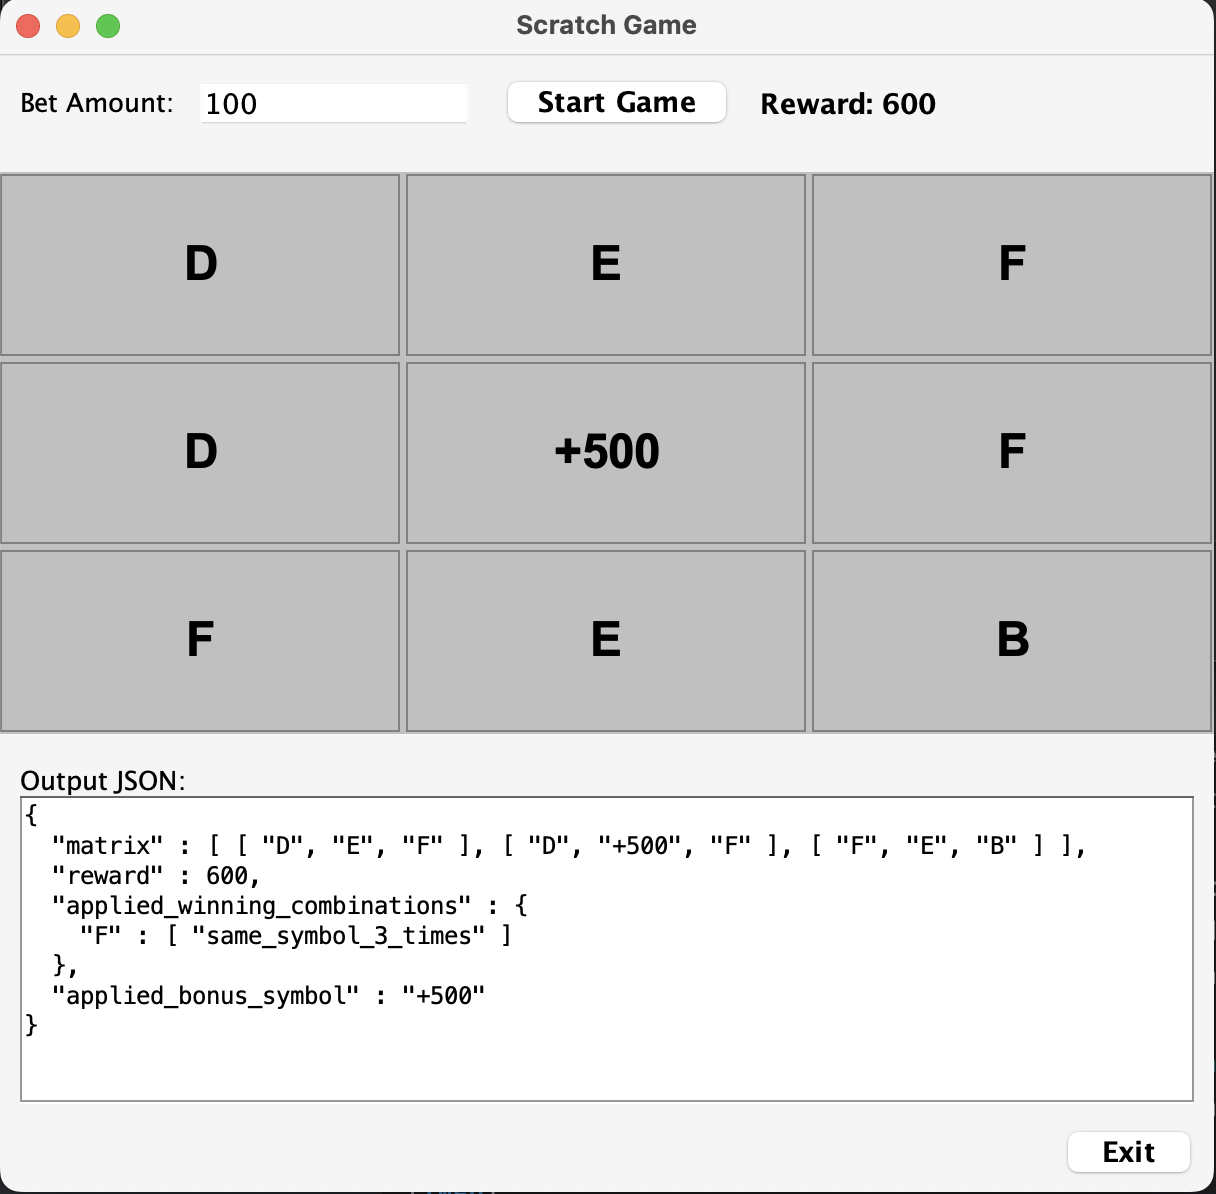 Scratch Game
Bet Amount: 100 Start Game Reward: 600
D E F
D +500 F
F E B
Output JSON:
{
  "matrix" : [ [ "D", "E", "F" ], [ "D", "+500", "F" ], [ "F", "E", "B" ] ],
  "reward" : 600,
  "applied_winning_combinations" : {
    "F" : [ "same_symbol_3_times" ]
  },
  "applied_bonus_symbol" : "+500"
}
Exit